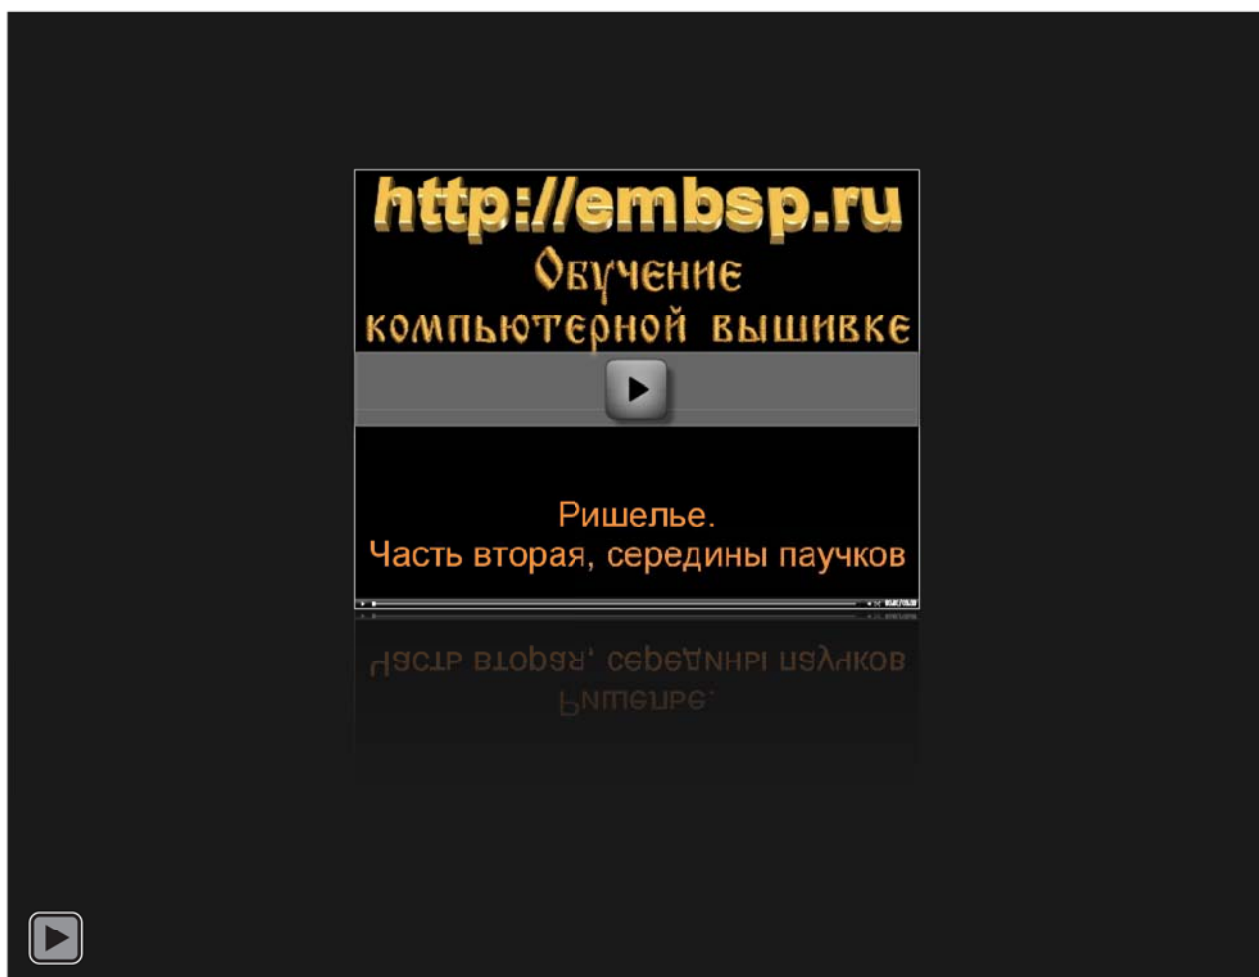 http://embsp.ru
Обучение
компьютерной вышивке
Ришелье.
Часть вторая, середины паучков